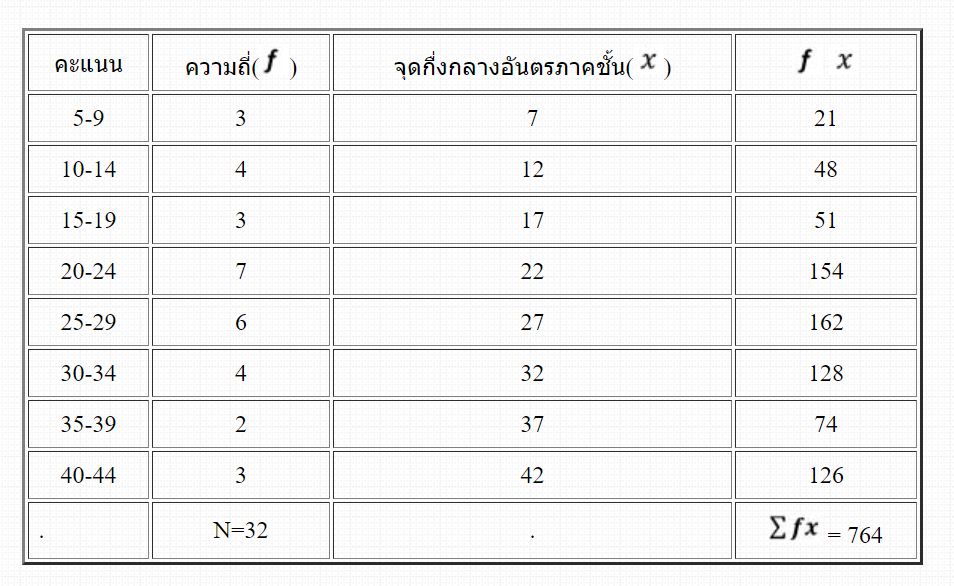 คะแนน ความถี่( f ) จุดกึ่งกลางอันตรภาคชั้น( x ) f x
5-9 3 7 21
10-14 4 12 48
15-19 3 17 51
20-24 7 22 154
25-29 6 27 162
30-34 4 32 128
35-39 2 37 74
40-44 3 42 126
. N=32 . ∑fx = 764